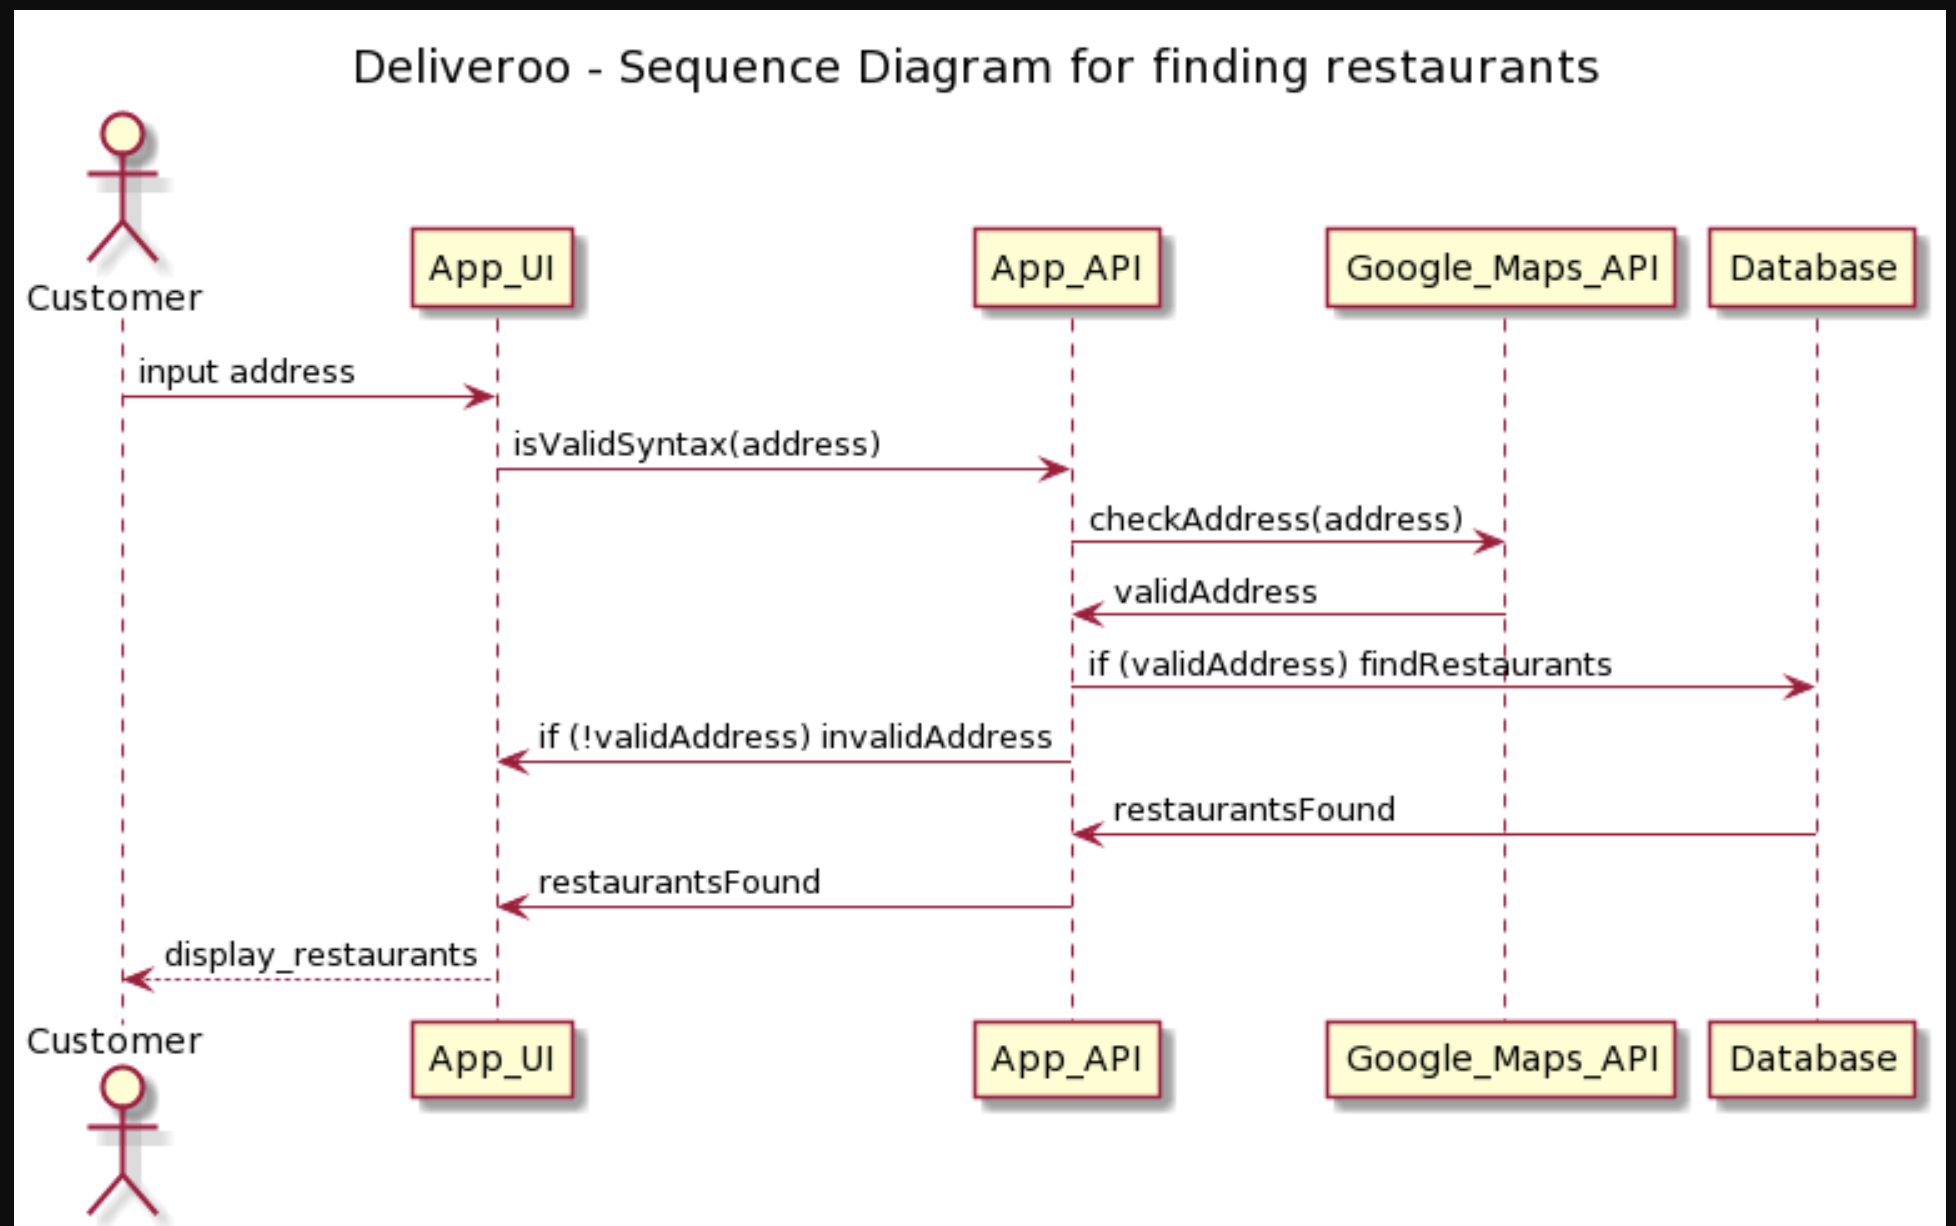 Deliveroo - Sequence Diagram for finding restaurants
Customer
App_UI
App_API
Google_Maps_API
Database
input address
isValidSyntax(address)
checkAddress(address)
validAddress
if (validAddress) findRestaurants
if (!validAddress) invalidAddress
restaurantsFound
restaurantsFound
display_restaurants
Customer
App_UI
App_API
Google_Maps_API
Database